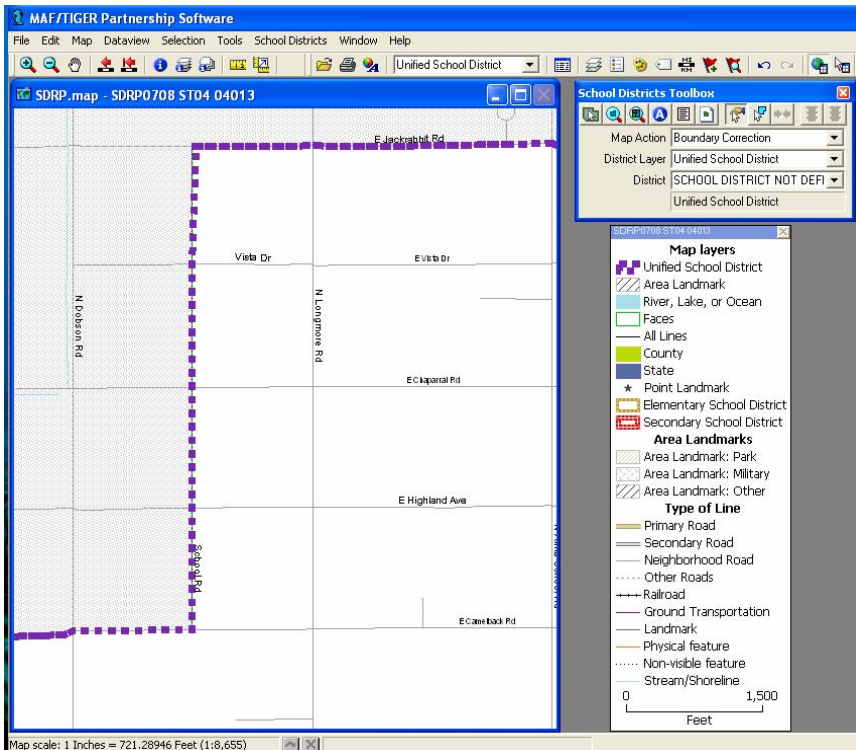 MAF/TIGER Partnership Software
File Edit Map Dataview Selection Tools School Districts Window Help
Unified School District
SDRP.map - SDRP0708 ST04 04013
E Jackrabbit Rd
Vista Dr
E Vista Dr
N Dobson Rd
N Longmore Rd
E Chaparral Rd
E Highland Ave
School Rd
E Camelback Rd
School Districts Toolbox
Map Action Boundary Correction
District Layer Unified School District
District SCHOOL DISTRICT NOT DEFI
Unified School District
SDRP0708 ST04 04013
Map layers
Unified School District
Area Landmark
River, Lake, or Ocean
Faces
All Lines
County
State
Point Landmark
Elementary School District
Secondary School District
Area Landmarks
Area Landmark: Park
Area Landmark: Military
Area Landmark: Other
Type of Line
Primary Road
Secondary Road
Neighborhood Road
Other Roads
Railroad
Ground Transportation
Landmark
Physical feature
Non-visible feature
Stream/Shoreline
0 1,500
Feet
Map scale: 1 Inches = 721.28946 Feet (1:8,655)